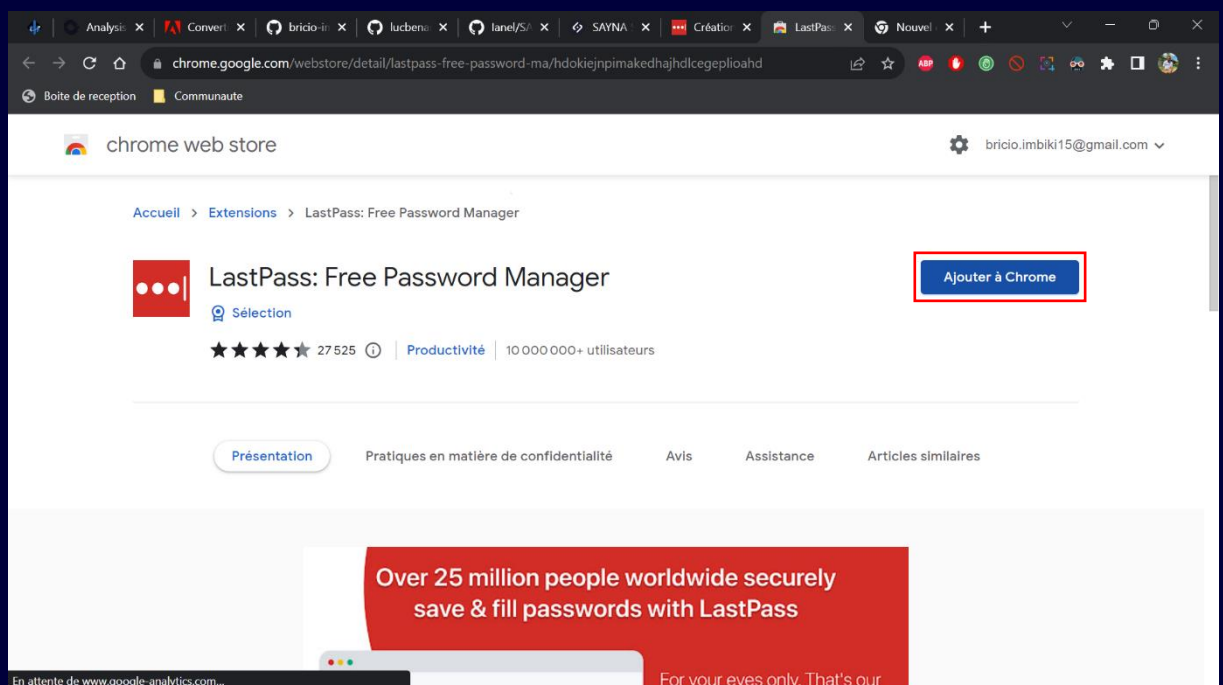 Analysis Convert bricio-in lucbena lanel/SA SAYNA Création LastPass Nouvel
chrome.google.com/webstore/detail/lastpass-free-password-ma/hdokiejnpimakedhajhdlcegeplioahd ABP
Boite de reception Communaute
chrome web store bricio.imbiki15@gmail.com
Accueil > Extensions > LastPass: Free Password Manager
LastPass: Free Password Manager
Ajouter à Chrome
Sélection
27 525 Productivité 10 000 000+ utilisateurs
Présentation Pratiques en matière de confidentialité Avis Assistance Articles similaires
Over 25 million people worldwide securely
save & fill passwords with LastPass
For your eyes only. That's our
En attente de www.google-analytics.com...